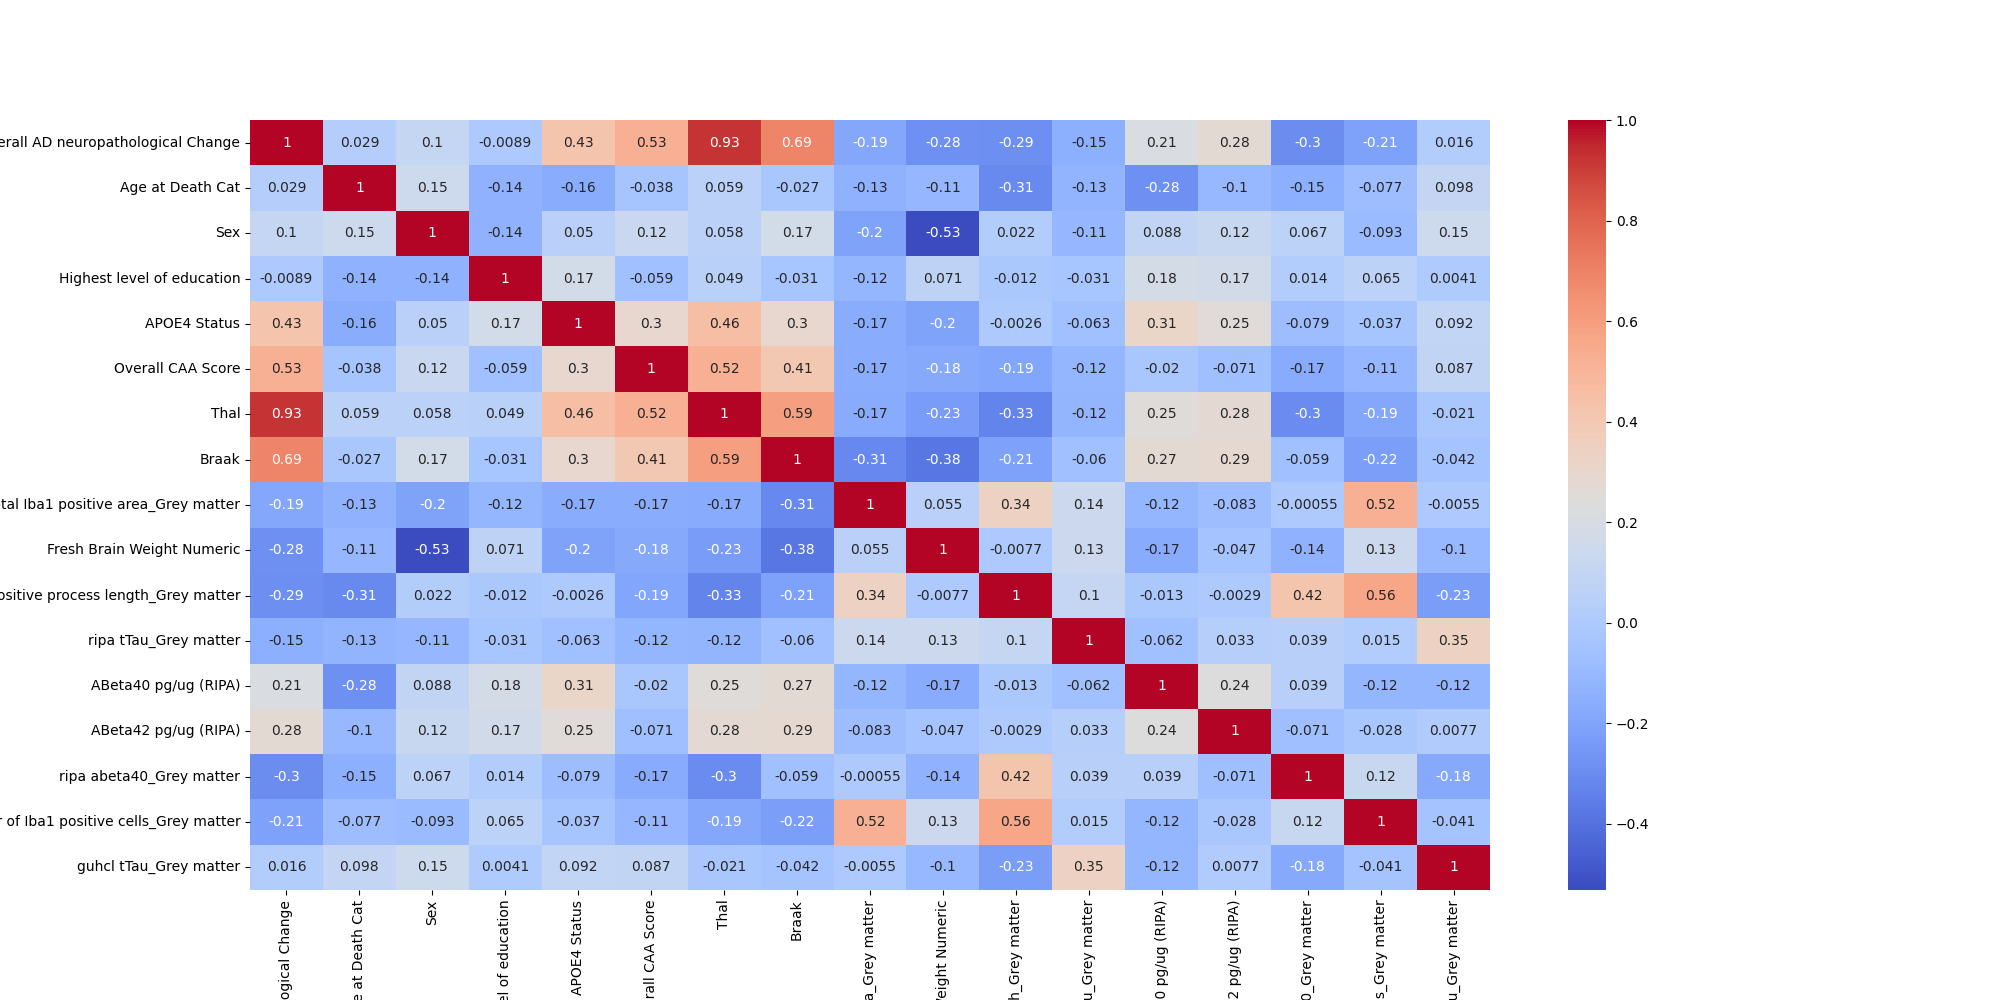 erall AD neuropathological Change 1 0.029 0.1 -0.0089 0.43 0.53 0.93 0.69 -0.19 -0.28 -0.29 -0.15 0.21 0.28 -0.3 -0.21 0.016
Age at Death Cat 0.029 1 0.15 -0.14 -0.16 -0.038 0.059 -0.027 -0.13 -0.11 -0.31 -0.13 -0.28 -0.1 -0.15 -0.077 0.098
Sex 0.1 0.15 1 -0.14 0.05 0.12 0.058 0.17 -0.2 -0.53 0.022 -0.11 0.088 0.12 0.067 -0.093 0.15
Highest level of education -0.0089 -0.14 -0.14 1 0.17 -0.059 0.049 -0.031 -0.12 0.071 -0.012 -0.031 0.18 0.17 0.014 0.065 0.0041
APOE4 Status 0.43 -0.16 0.05 0.17 1 0.3 0.46 0.3 -0.17 -0.2 -0.0026 -0.063 0.31 0.25 -0.079 -0.037 0.092
Overall CAA Score 0.53 -0.038 0.12 -0.059 0.3 1 0.52 0.41 -0.17 -0.18 -0.19 -0.12 -0.02 -0.071 -0.17 -0.11 0.087
Thal 0.93 0.059 0.058 0.049 0.46 0.52 1 0.59 -0.17 -0.23 -0.33 -0.12 0.25 0.28 -0.3 -0.19 -0.021
Braak 0.69 -0.027 0.17 -0.031 0.3 0.41 0.59 1 -0.31 -0.38 -0.21 -0.06 0.27 0.29 -0.059 -0.22 -0.042
tal Iba1 positive area_Grey matter -0.19 -0.13 -0.2 -0.12 -0.17 -0.17 -0.17 -0.31 1 0.055 0.34 0.14 -0.12 -0.083 -0.00055 0.52 -0.0055
Fresh Brain Weight Numeric -0.28 -0.11 -0.53 0.071 -0.2 -0.18 -0.23 -0.38 0.055 1 -0.0077 0.13 -0.17 -0.047 -0.14 0.13 -0.1
ositive process length_Grey matter -0.29 -0.31 0.022 -0.012 -0.0026 -0.19 -0.33 -0.21 0.34 -0.0077 1 0.1 -0.013 -0.0029 0.42 0.56 -0.23
ripa tTau_Grey matter -0.15 -0.13 -0.11 -0.031 -0.063 -0.12 -0.12 -0.06 0.14 0.13 0.1 1 -0.062 0.033 0.039 0.015 0.35
ABeta40 pg/ug (RIPA) 0.21 -0.28 0.088 0.18 0.31 -0.02 0.25 0.27 -0.12 -0.17 -0.013 -0.062 1 0.24 0.039 -0.12 -0.12
ABeta42 pg/ug (RIPA) 0.28 -0.1 0.12 0.17 0.25 -0.071 0.28 0.29 -0.083 -0.047 -0.0029 0.033 0.24 1 -0.071 -0.028 0.0077
ripa abeta40_Grey matter -0.3 -0.15 0.067 0.014 -0.079 -0.17 -0.3 -0.059 -0.00055 -0.14 0.42 0.039 0.039 -0.071 1 0.12 -0.18
r of Iba1 positive cells_Grey matter -0.21 -0.077 -0.093 0.065 -0.037 -0.11 -0.19 -0.22 0.52 0.13 0.56 0.015 -0.12 -0.028 0.12 1 -0.041
guhcl tTau_Grey matter 0.016 0.098 0.15 0.0041 0.092 0.087 -0.021 -0.042 -0.0055 -0.1 -0.23 0.35 -0.12 0.0077 -0.18 -0.041 1
ological Change
e at Death Cat
Sex
el of education
APOE4 Status
rall CAA Score
Thal
Braak
a_Grey matter
Weight Numeric
h_Grey matter
u_Grey matter
0 pg/ug (RIPA)
2 pg/ug (RIPA)
0_Grey matter
s_Grey matter
u_Grey matter
1.0
0.8
0.6
0.4
0.2
0.0
−0.2
−0.4